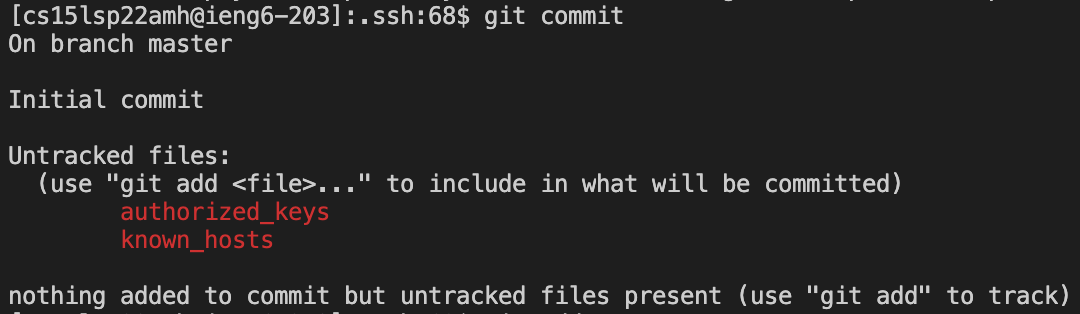 [cs15lsp22amh@ieng6-203]:.ssh:68$ git commit
On branch master
Initial commit
Untracked files:
  (use "git add <file>..." to include in what will be committed)
        authorized_keys
        known_hosts
nothing added to commit but untracked files present (use "git add" to track)